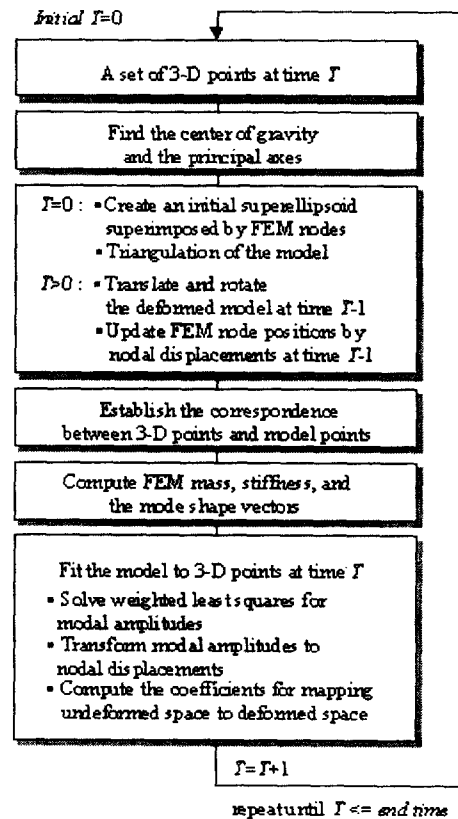 Initial T=0
A set of 3-D points at time T
Find the center of gravity
and the principal axes
T=0 : ▪Create an initial superellipsoid
superimposed by FEM nodes
▪Triangulation of the model
T>0 : ▪Translate and rotate
the deformed model at time T-1
▪Update FEM node positions by
nodal displacements at time T-1
Establish the correspondence
between 3-D points and model points
Compute FEM mass, stiffness, and
the mode shape vectors
Fit the model to 3-D points at time T
▪ Solve weighted least squares for
modal amplitudes
▪ Transform modal amplitudes to
nodal displacements
▪ Compute the coefficients for mapping
undeformed space to deformed space
T=T+1
repeat until T <= end time